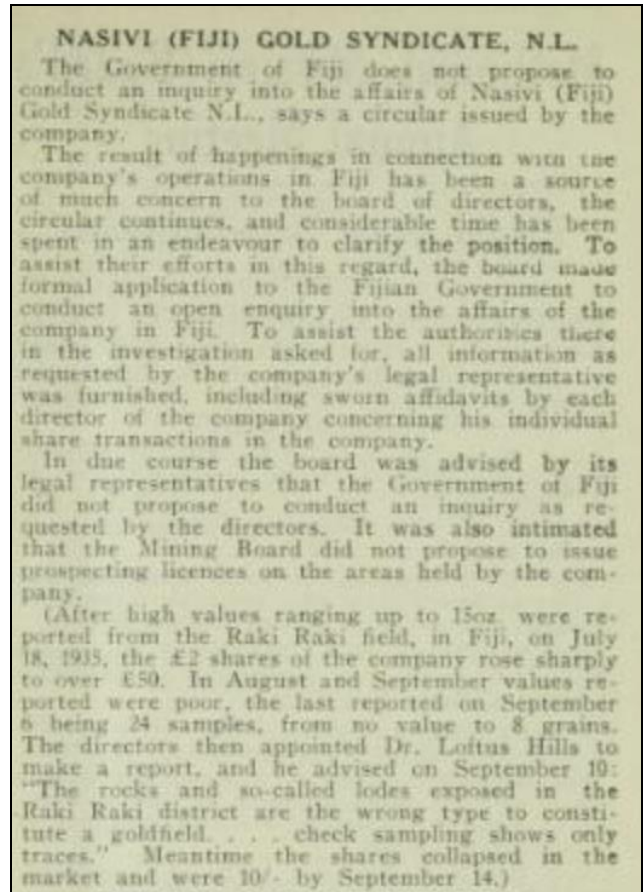 NASIVI (FIJI) GOLD SYNDICATE, N.L.
The Government of Fiji does not propose to
conduct an inquiry into the affairs of Nasivi (Fiji)
Gold Syndicate N.L., says a circular issued by the
company.
The result of happenings in connection with the
company's operations in Fiji has been a source
of much concern to the board of directors, the
circular continues, and considerable time has been
spent in an endeavour to clarify the position. To
assist their efforts in this regard, the board made
formal application to the Fijian Government to
conduct an open enquiry into the affairs of the
company in Fiji. To assist the authorities there
in the investigation asked for, all information as
requested by the company's legal representative
was furnished, including sworn affidavits by each
director of the company concerning his individual
share transactions in the company.
In due course the board was advised by its
legal representatives that the Government of Fiji
did not propose to conduct an inquiry as re-
quested by the directors. It was also intimated
that the Mining Board did not propose to issue
prospecting licences on the areas held by the com-
pany.
(After high values ranging up to 15oz. were re-
ported from the Raki Raki field, in Fiji, on July
18, 1935, the £2 shares of the company rose sharply
to over £50. In August and September values re-
ported were poor, the last reported on September
6 being 24 samples, from no value to 8 grains.
The directors then appointed Dr. Loftus Hills to
make a report, and he advised on September 10:
"The rocks and so-called lodes exposed in the
Raki Raki district are the wrong type to consti-
tute a goldfield. . . . check sampling shows only
traces." Meantime the shares collapsed in the
market and were 10/- by September 14.)